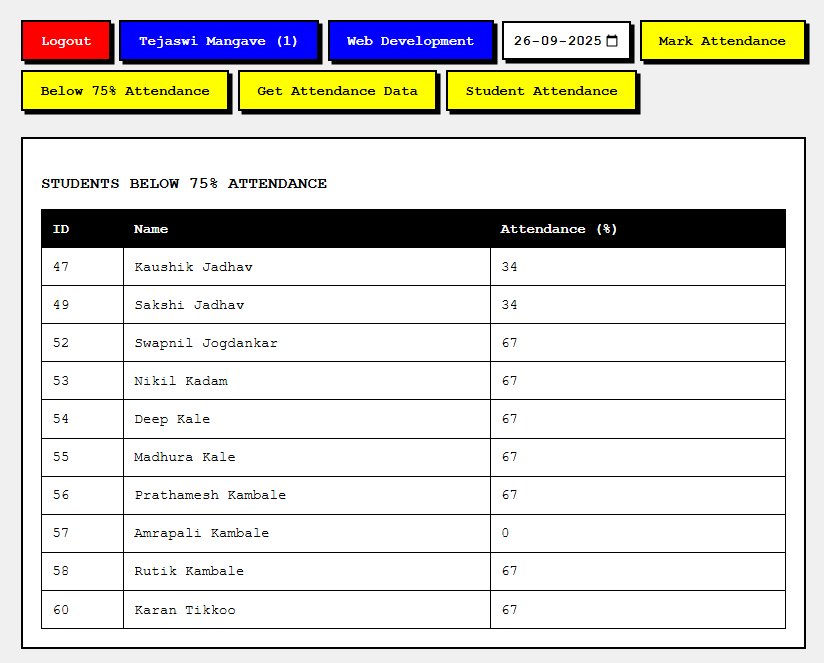 Logout Tejaswi Mangave (1) Web Development 26-09-2025 Mark Attendance
Below 75% Attendance Get Attendance Data Student Attendance
STUDENTS BELOW 75% ATTENDANCE
ID Name Attendance (%)
47 Kaushik Jadhav 34
49 Sakshi Jadhav 34
52 Swapnil Jogdankar 67
53 Nikil Kadam 67
54 Deep Kale 67
55 Madhura Kale 67
56 Prathamesh Kambale 67
57 Amrapali Kambale 0
58 Rutik Kambale 67
60 Karan Tikkoo 67